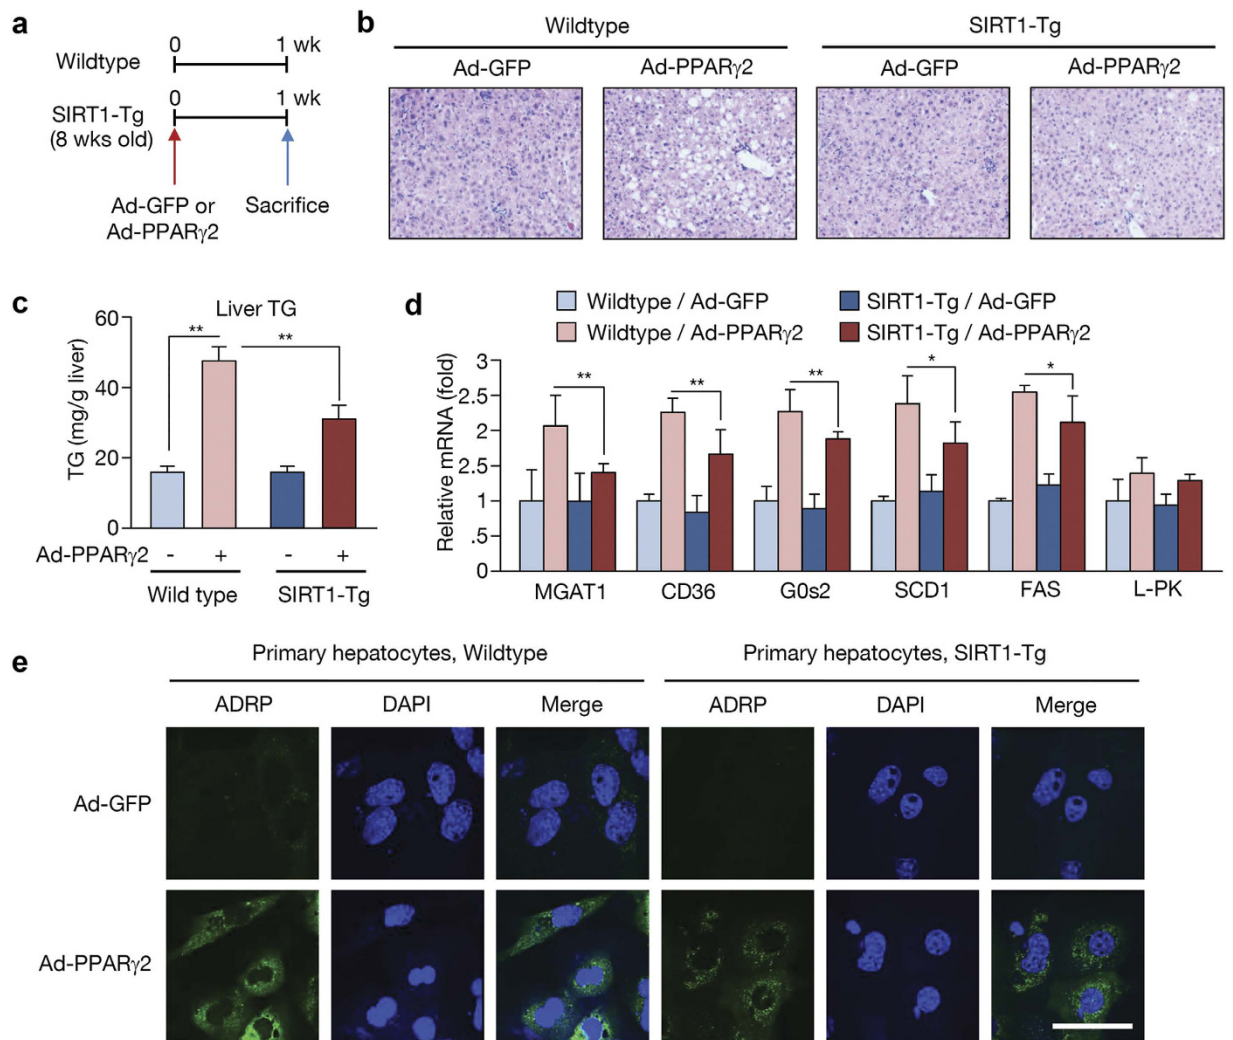 a
0 1 wk
Wildtype
0 1 wk
SIRT1-Tg
(8 wks old)
Ad-GFP or
Ad-PPARγ2
Sacrifice
b
Wildtype SIRT1-Tg
Ad-GFP Ad-PPARγ2 Ad-GFP Ad-PPARγ2
c
Liver TG
TG (mg/g liver)
60
40
20
0
** **
Ad-PPARγ2 - + - +
Wild type SIRT1-Tg
d
Wildtype / Ad-GFP SIRT1-Tg / Ad-GFP
Wildtype / Ad-PPARγ2 SIRT1-Tg / Ad-PPARγ2
Relative mRNA (fold)
3
2.5
2
2.5
1
.5
0
** ** ** * *
MGAT1 CD36 G0s2 SCD1 FAS L-PK
e
Primary hepatocytes, Wildtype Primary hepatocytes, SIRT1-Tg
ADRP DAPI Merge ADRP DAPI Merge
Ad-GFP
Ad-PPARγ2